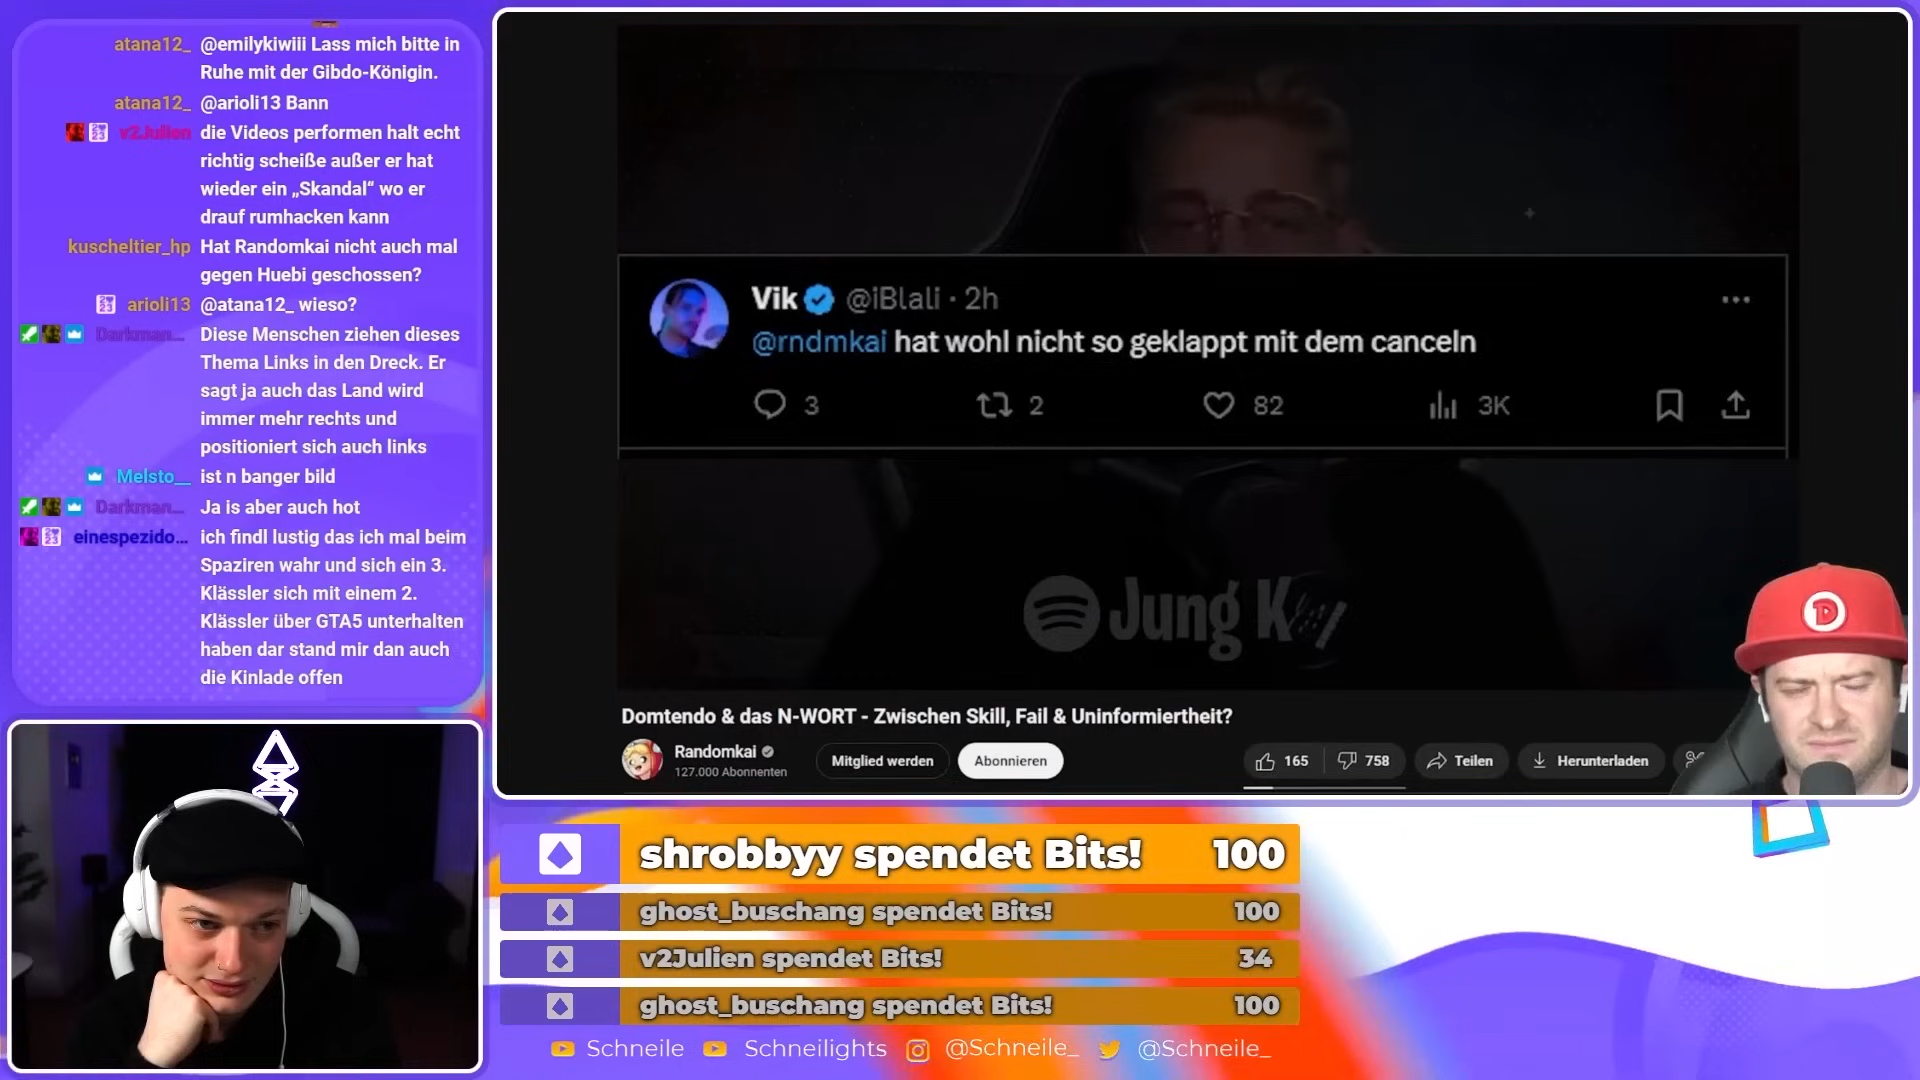 atana12_ @emilykiwiii Lass mich bitte in
Ruhe mit der Gibdo-Königin.
atana12_ @arioli13 Bann
v2Julien die Videos performen halt echt
richtig scheiße außer er hat
wieder ein „Skandal“ wo er
drauf rumhacken kann
kuscheltier_hp Hat Randomkai nicht auch mal
gegen Huebi geschossen?
arioli13 @atana12_ wieso?
Darkman... Diese Menschen ziehen dieses
Thema Links in den Dreck. Er
sagt ja auch das Land wird
immer mehr rechts und
positioniert sich auch links
Melsto__ ist n banger bild
Darkman... Ja is aber auch hot
einespezido... ich findl lustig das ich mal beim
Spaziren wahr und sich ein 3.
Klässler sich mit einem 2.
Klässler über GTA5 unterhalten
haben dar stand mir dan auch
die Kinlade offen
Vik @iBlali · 2h
@rndmkai hat wohl nicht so geklappt mit dem canceln
3 2 82 3K
Jung K
Domtendo & das N-WORT - Zwischen Skill, Fail & Uninformiertheit?
Randomkai
127.000 Abonnenten
Mitglied werden
Abonnieren
165
758
Teilen
Herunterladen
D
shrobbyy spendet Bits! 100
ghost_buschang spendet Bits! 100
v2Julien spendet Bits! 34
ghost_buschang spendet Bits! 100
Schneile Schneilights @Schneile_ @Schneile_